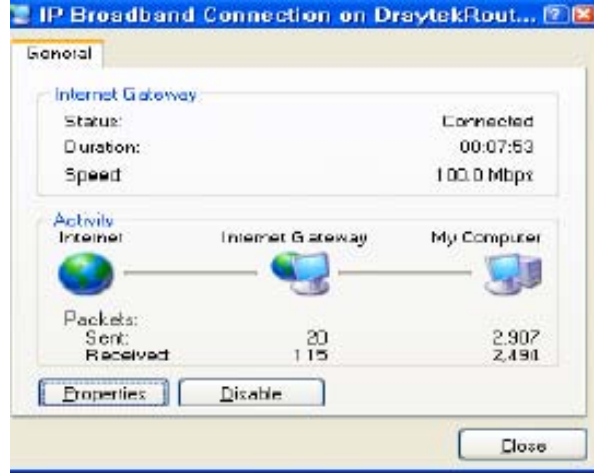 IP Broadband Connection on DraytekRout...
General
Internet Gateway
Status: Connected
Duration: 00:07:53
Speed: 100.0 Mbps
Activity
Internet Internet Gateway My Computer
Packets:
Sent: 20 2,907
Received: 115 2,494
Properties Disable
Close